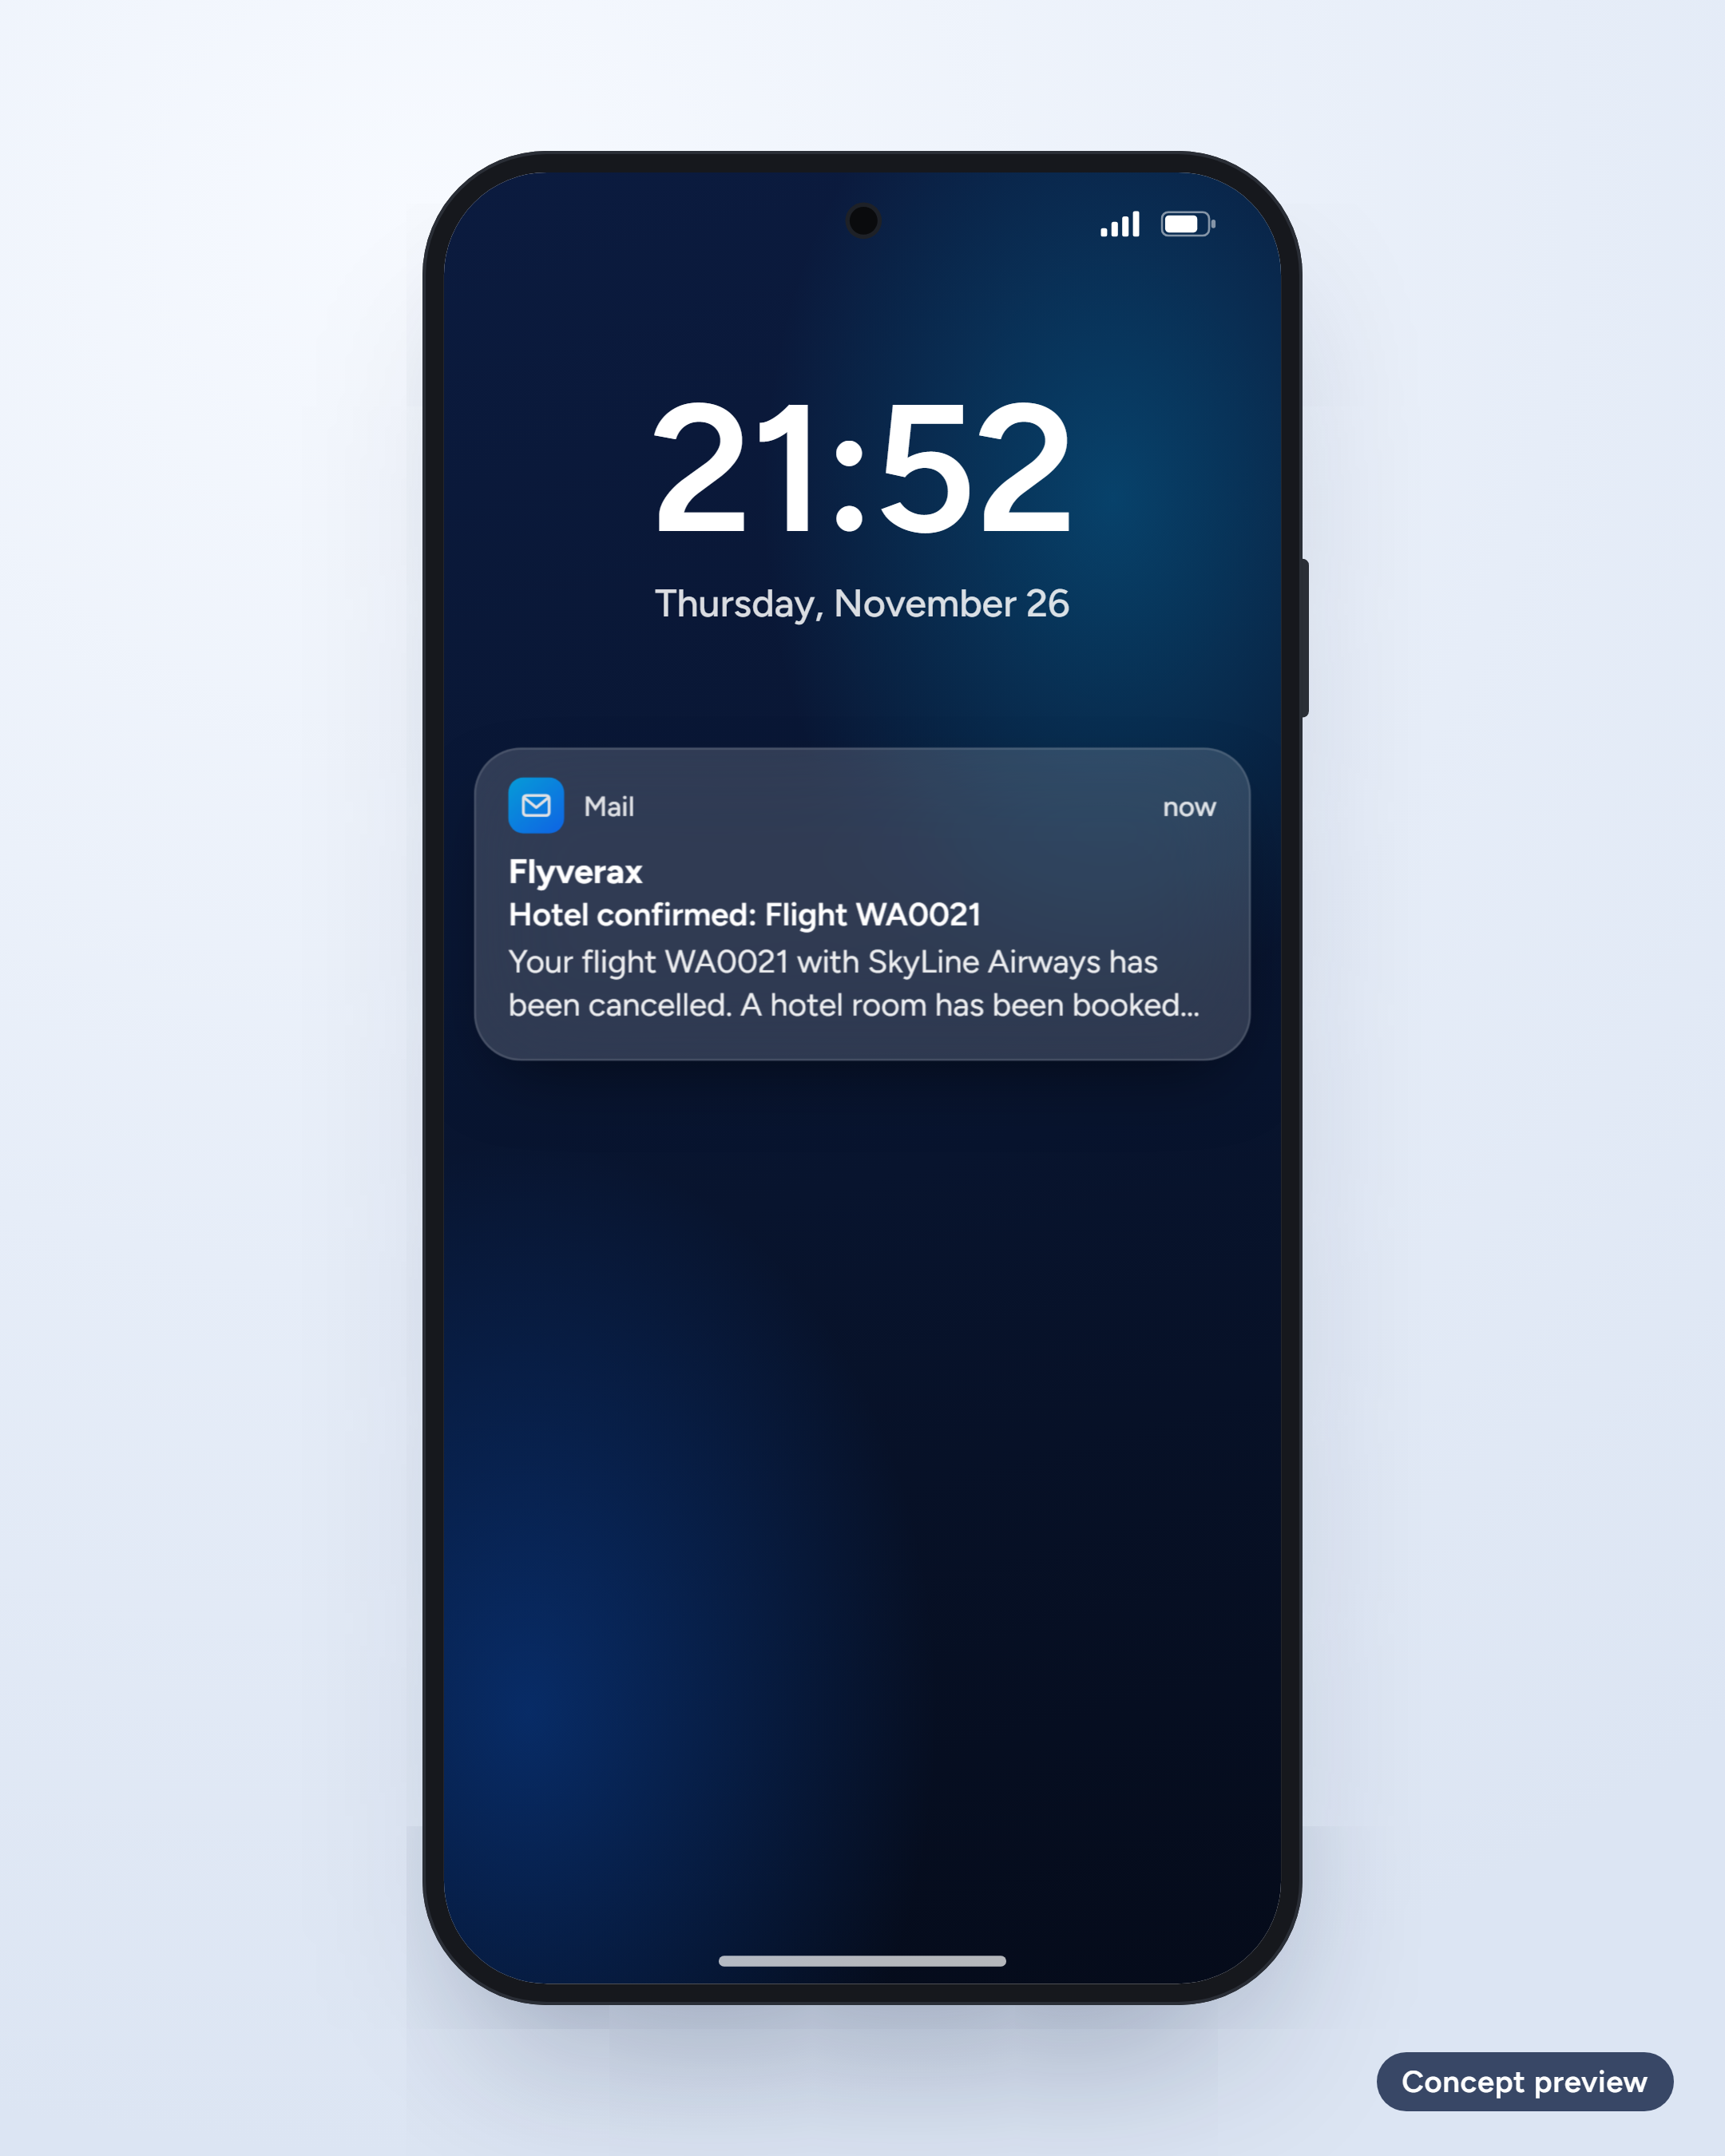 21:52
Thursday, November 26
Mail
now
Flyverax
Hotel confirmed: Flight WA0021
Your flight WA0021 with SkyLine Airways has
been cancelled. A hotel room has been booked...
Concept preview